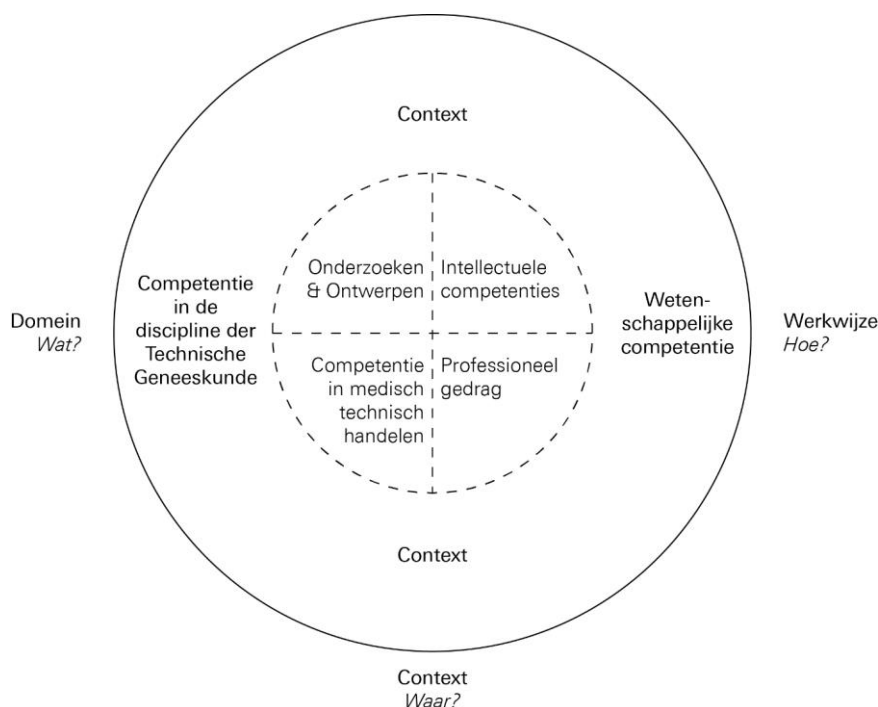 Context
Onderzoeken
& Ontwerpen
Intellectuele
competenties
Competentie
in de
discipline der
Technische
Geneeskunde
Weten-
schappelijke
competentie
Domein
Wat?
Werkwijze
Hoe?
Competentie
in medisch
technisch
handelen
Professioneel
gedrag
Context
Context
Waar?